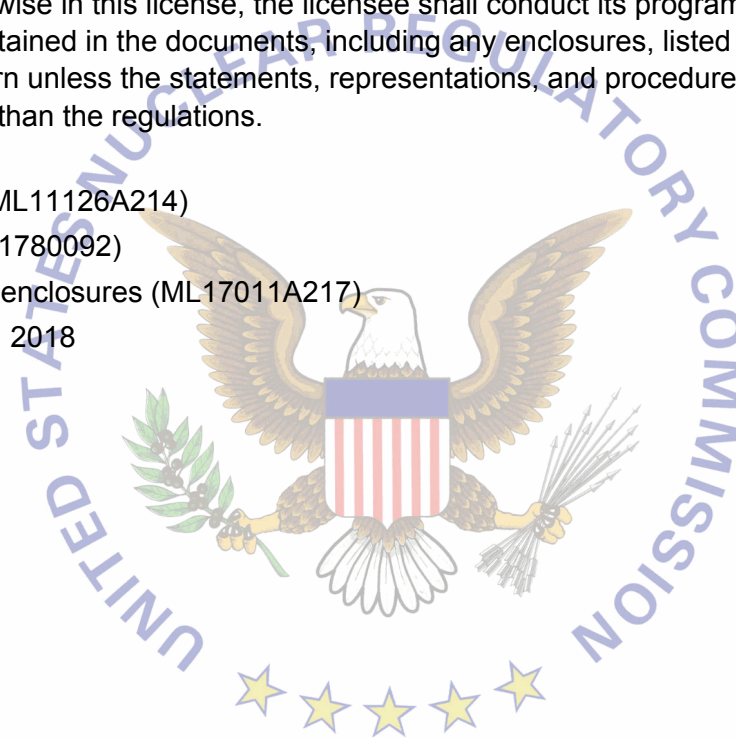 wise in this license, the licensee shall conduct its program
tained in the documents, including any enclosures, listed
rn unless the statements, representations, and procedure
than the regulations.
ML11126A214)
1780092)
enclosures (ML17011A217)
2018
UNITED STATES NUCLEAR REGULATORY COMMISSION